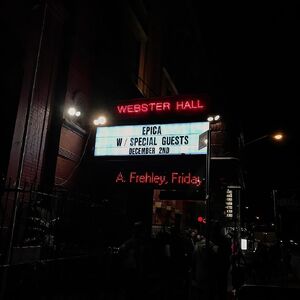 WEBSTER HALL
EPICA
W/ SPECIAL GUESTS
DECEMBER 2ND
A. Frehley, Friday